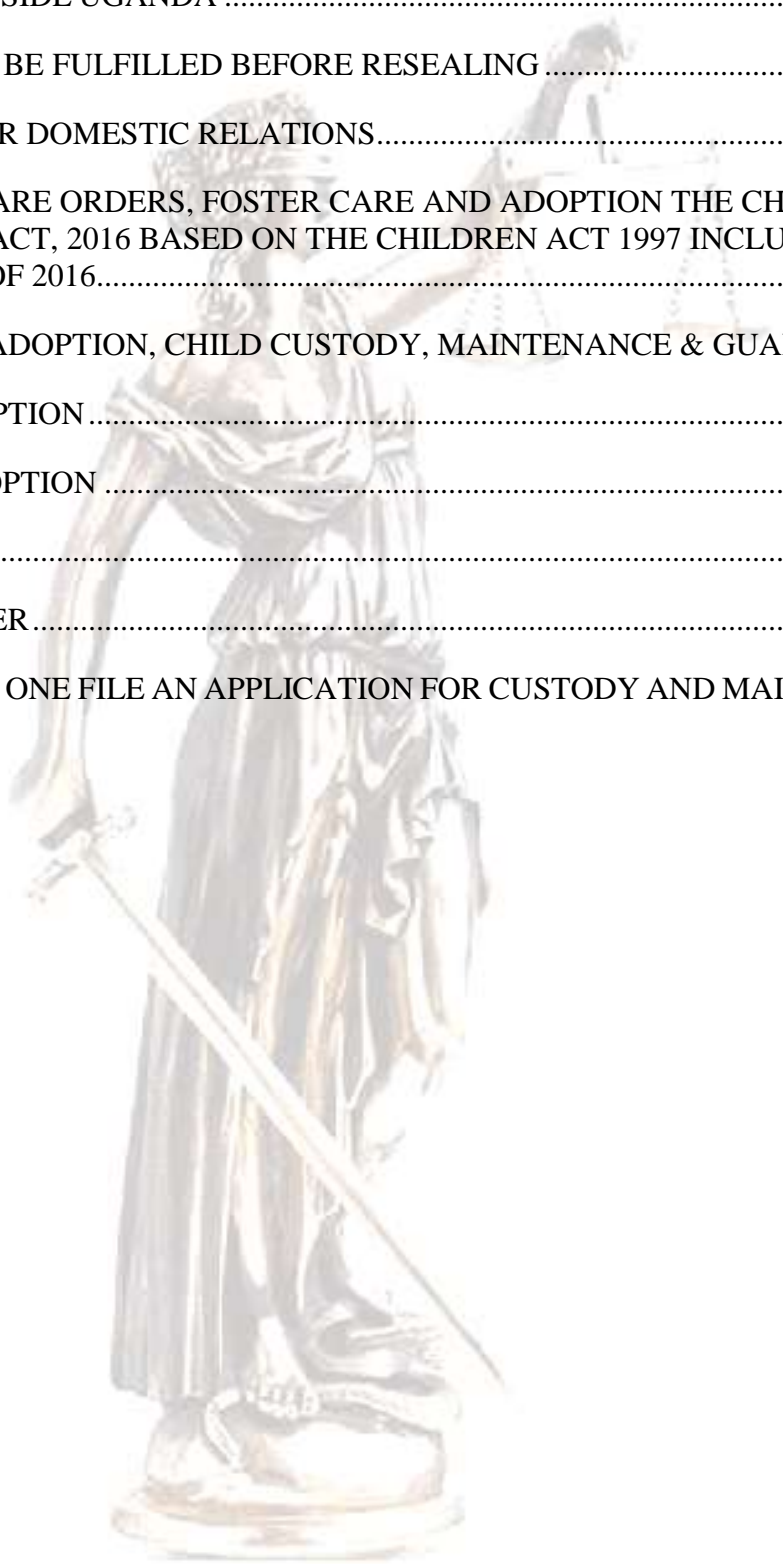 SIDE UGANDA ..............................................................................
BE FULFILLED BEFORE RESEALING ..............................
R DOMESTIC RELATIONS...................................................
ARE ORDERS, FOSTER CARE AND ADOPTION THE CH
ACT, 2016 BASED ON THE CHILDREN ACT 1997 INCLU
OF 2016......................................................................................
ADOPTION, CHILD CUSTODY, MAINTENANCE & GUA
PTION .......................................................................................
OPTION .....................................................................................
..................................................................................................
ER ..............................................................................................
ONE FILE AN APPLICATION FOR CUSTODY AND MAI